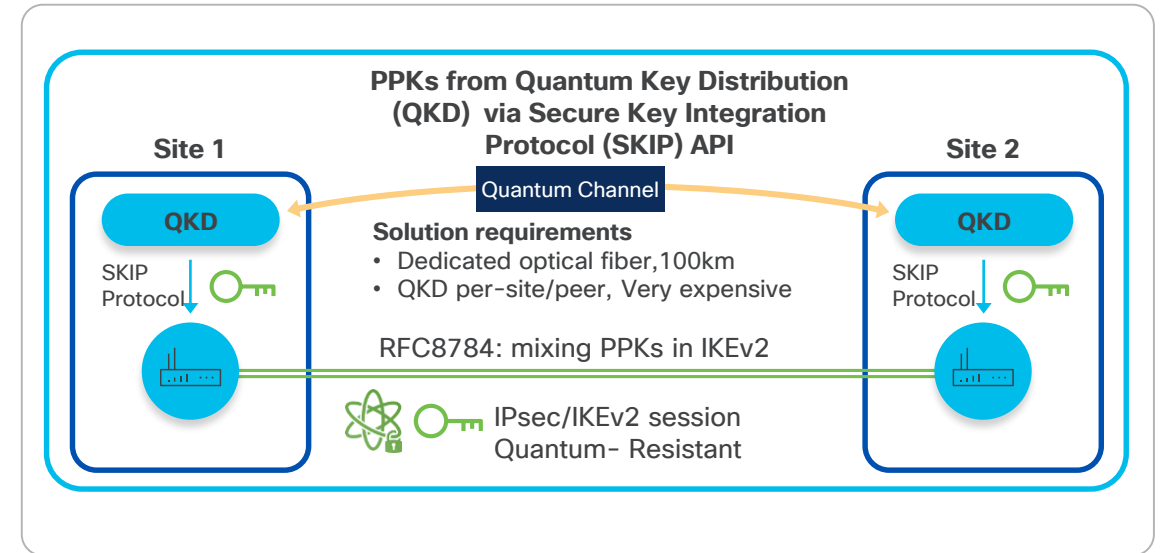 PPKs from Quantum Key Distribution
(QKD) via Secure Key Integration
Protocol (SKIP) API
Site 1
Site 2
Quantum Channel
QKD
QKD
Solution requirements
• Dedicated optical fiber,100km
• QKD per-site/peer, Very expensive
SKIP
Protocol
SKIP
Protocol
RFC8784: mixing PPKs in IKEv2
IPsec/IKEv2 session
Quantum- Resistant